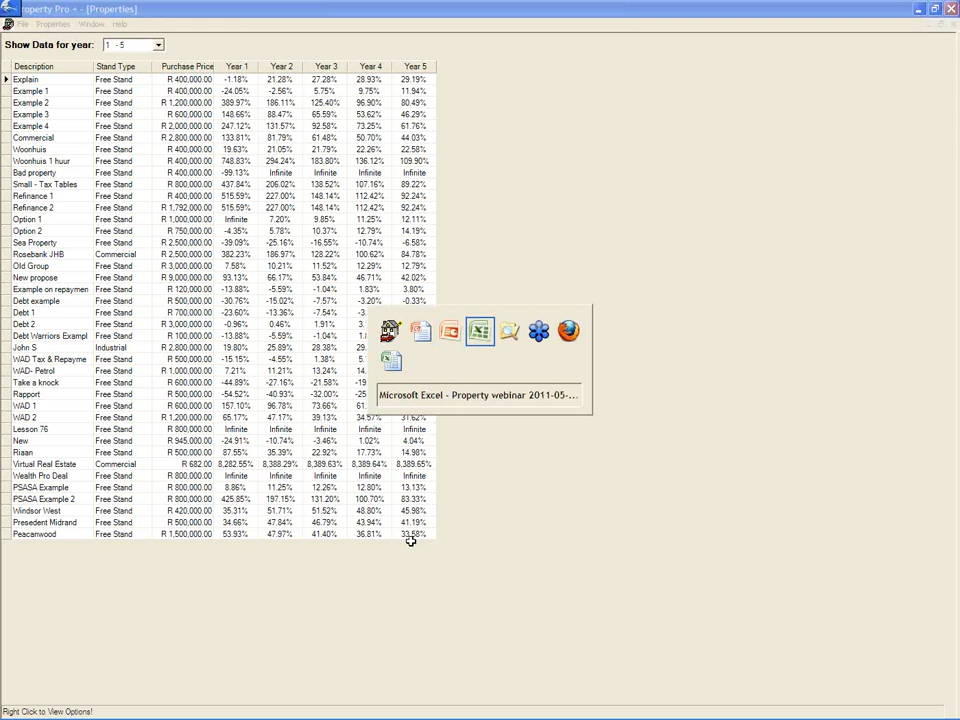 roperty Pro + - [Properties]
File Properties Window Help
Show Data for year: 1 - 5
Description Stand Type Purchase Price Year 1 Year 2 Year 3 Year 4 Year 5
Explain Free Stand R 400,000.00 -1.18% 21.28% 27.28% 28.93% 29.19%
Example 1 Free Stand R 400,000.00 -24.05% -2.56% 5.75% 9.75% 11.94%
Example 2 Free Stand R 1,200,000.00 389.97% 186.11% 125.40% 96.90% 80.49%
Example 3 Free Stand R 600,000.00 148.66% 88.47% 65.59% 53.62% 46.29%
Example 4 Free Stand R 2,000,000.00 247.12% 131.57% 92.58% 73.25% 61.76%
Commercial Free Stand R 2,800,000.00 133.81% 81.79% 61.48% 50.70% 44.03%
Woonhuis Free Stand R 400,000.00 19.63% 21.05% 21.79% 22.26% 22.58%
Woonhuis 1 huur Free Stand R 400,000.00 748.83% 294.24% 183.80% 136.12% 109.90%
Bad property Free Stand R 400,000.00 -99.13% Infinite Infinite Infinite Infinite
Small - Tax Tables Free Stand R 800,000.00 437.84% 206.02% 138.52% 107.16% 89.22%
Refinance 1 Free Stand R 400,000.00 515.59% 227.00% 148.14% 112.42% 92.24%
Refinance 2 Free Stand R 1,792,000.00 515.59% 227.00% 148.14% 112.42% 92.24%
Option 1 Free Stand R 1,000,000.00 Infinite 7.20% 9.85% 11.25% 12.11%
Option 2 Free Stand R 750,000.00 -4.35% 5.78% 10.37% 12.79% 14.19%
Sea Property Free Stand R 2,500,000.00 -39.09% -25.16% -16.55% -10.74% -6.58%
Rosebank JHB Commercial R 2,500,000.00 382.23% 186.97% 128.22% 100.62% 84.78%
Old Group Free Stand R 3,000,000.00 7.58% 10.21% 11.52% 12.29% 12.79%
New propose Free Stand R 9,000,000.00 93.13% 66.17% 53.84% 46.71% 42.02%
Example on repaymen Free Stand R 120,000.00 -13.88% -5.59% -1.04% 1.83% 3.80%
Debt example Free Stand R 500,000.00 -30.76% -15.02% -7.57% -3.20% -0.33%
Debt 1 Free Stand R 700,000.00 -23.60% -13.36% -7.54% -3.
Debt 2 Free Stand R 3,000,000.00 -0.96% 0.46% 1.91% 3.
Debt Warriors Exampl Free Stand R 100,000.00 -13.88% -5.59% -1.04% 1.
WAD Tax & Repayme Free Stand R 500,000.00 -15.15% -4.55% 1.38% 5.
WAD- Petrol Free Stand R 1,000,000.00 7.21% 11.21% 13.24% 14.
Take a knock Free Stand R 600,000.00 -44.89% -27.16% -21.58% -19
Rapport Free Stand R 500,000.00 -54.52% -40.93% -32.00% -25
WAD 1 Free Stand R 600,000.00 157.10% 96.78% 73.66% 61.
Microsoft Excel - Property webinar 2011-05-...
WAD 2 Free Stand R 1,200,000.00 65.17% 47.17% 39.13% 34.57% 31.62%
Lesson 76 Free Stand R 800,000.00 Infinite Infinite Infinite Infinite Infinite
New Free Stand R 945,000.00 -24.91% -10.74% -3.46% 1.02% 4.04%
Riaan Free Stand R 500,000.00 87.55% 35.39% 22.92% 17.73% 14.98%
Virtual Real Estate Commercial R 682.00 8,282.55% 8,388.29% 8,389.63% 8,389.64% 8,389.65%
John S Industrial R 2,800,000.00 19.80% 25.89% 28.38% 29.
Wealth Pro Deal Free Stand R 800,000.00 Infinite Infinite Infinite Infinite Infinite
PSASA Example Free Stand R 800,000.00 8.86% 11.25% 12.26% 12.80% 13.13%
PSASA Example 2 Free Stand R 800,000.00 425.85% 197.15% 131.20% 100.70% 83.33%
Windsor West Free Stand R 420,000.00 35.31% 51.71% 51.52% 48.80% 45.98%
Presedent Midrand Free Stand R 500,000.00 34.66% 47.84% 46.79% 43.94% 41.19%
Peacanwood Free Stand R 1,500,000.00 53.93% 47.97% 41.40% 36.81% 33.58%
Right Click to View Options!